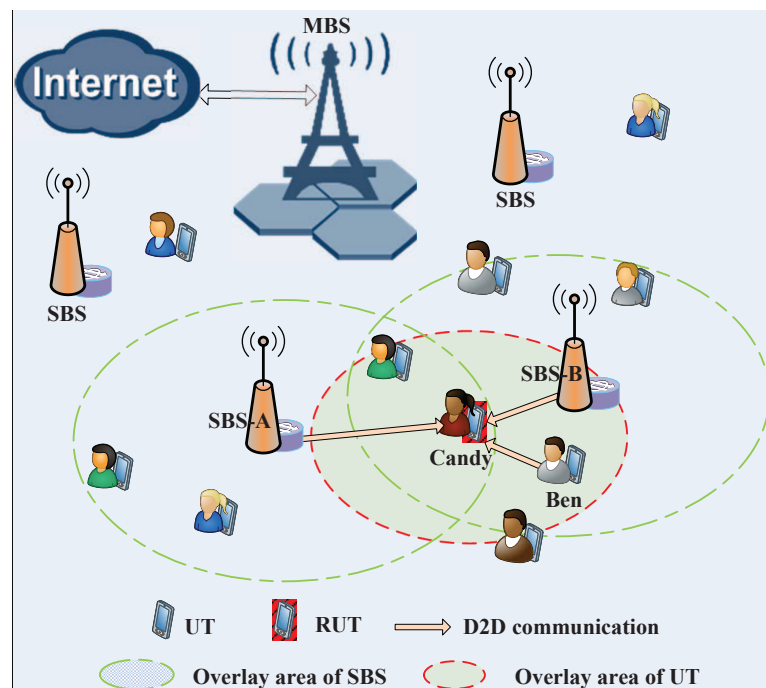 MBS
Internet
SBS
SBS
SBS-B
SBS-A
Candy
Ben
UT
RUT
D2D communication
Overlay area of SBS
Overlay area of UT